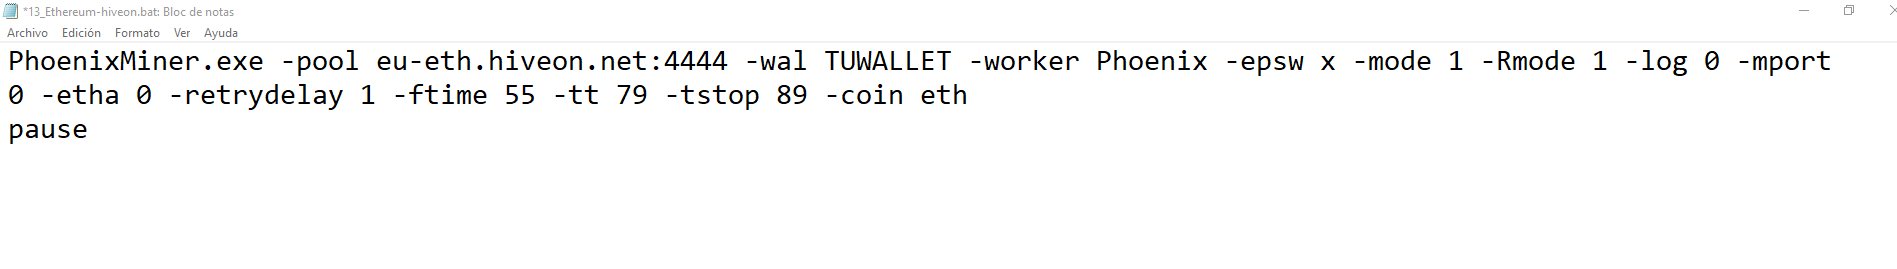 *13_Ethereum-hiveon.bat: Bloc de notas
Archivo Edición Formato Ver Ayuda
PhoenixMiner.exe -pool eu-eth.hiveon.net:4444 -wal TUWALLET -worker Phoenix -epsw x -mode 1 -Rmode 1 -log 0 -mport
0 -etha 0 -retrydelay 1 -ftime 55 -tt 79 -tstop 89 -coin eth
pause